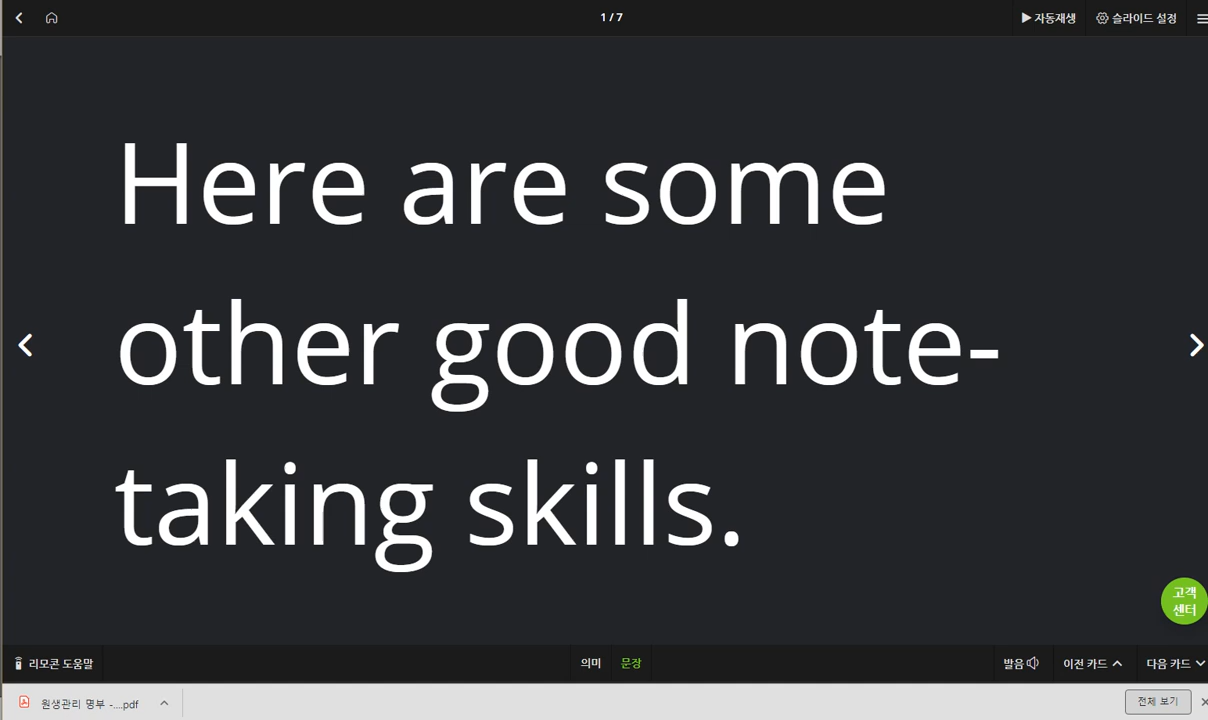 1 / 7
자동재생
슬라이드 설정
Here are some
other good note-
taking skills.
고객
센터
리모콘 도움말
의미
문장
발음
이전 카드
다음 카드
원생관리 명부 -....pdf
전체 보기